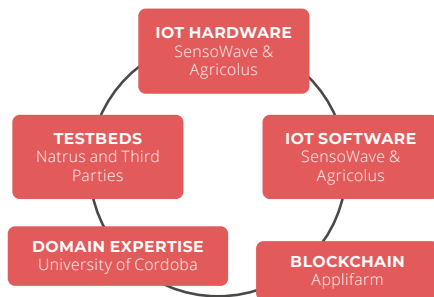 IOT HARDWARE
SensoWave &
Agricolus
TESTBEDS
Natrus and Third
Parties
IOT SOFTWARE
SensoWave &
Agricolus
DOMAIN EXPERTISE
University of Cordoba
BLOCKCHAIN
Applifarm